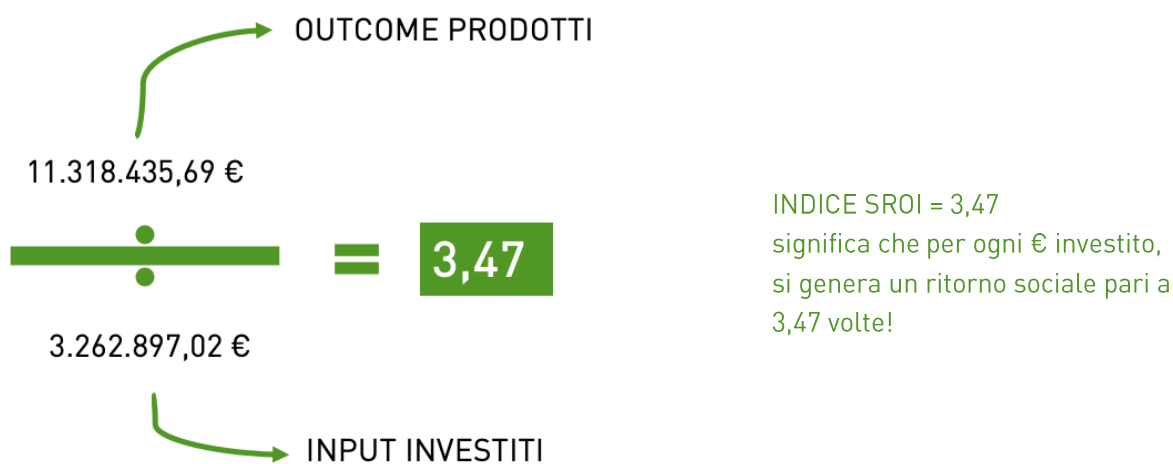 OUTCOME PRODOTTI
11.318.435,69 €
÷
= 3,47
3.262.897,02 €
INPUT INVESTITI
INDICE SROI = 3,47
significa che per ogni € investito,
si genera un ritorno sociale pari a
3,47 volte!